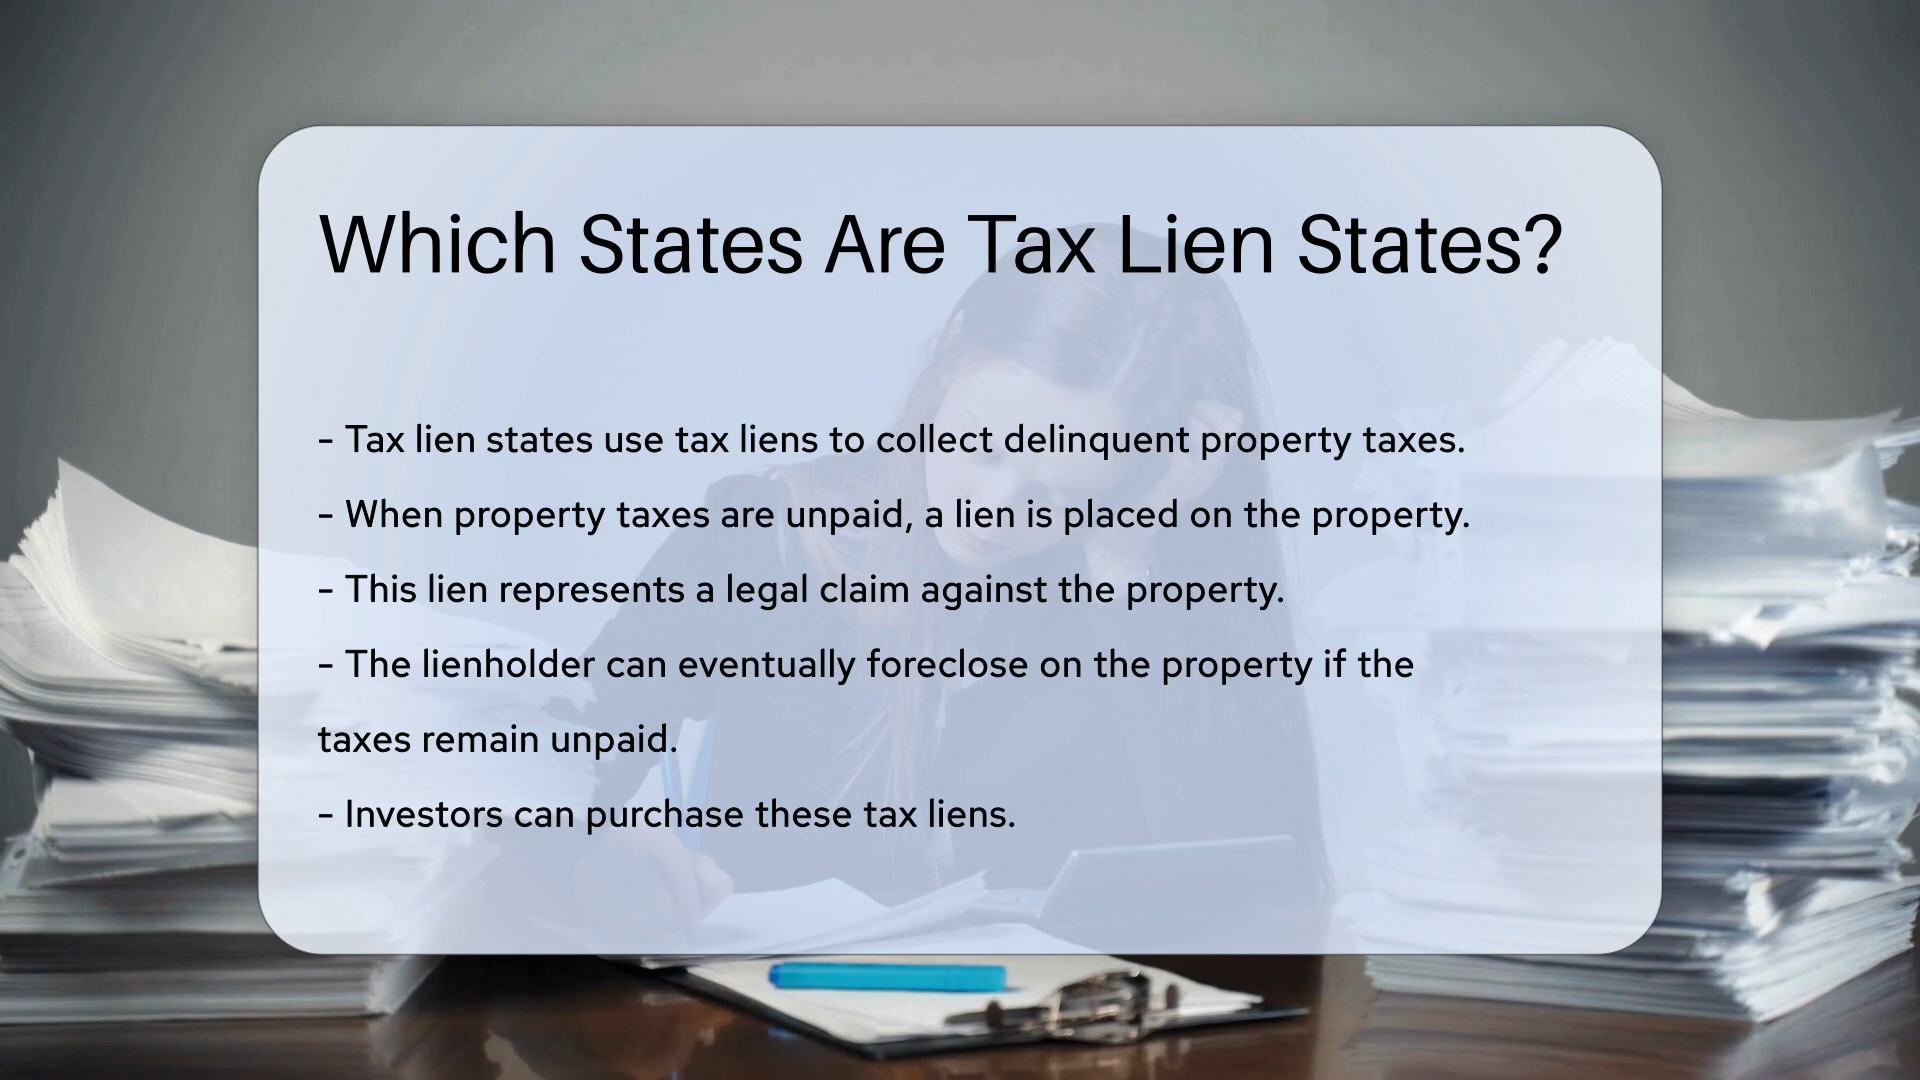 Which States Are Tax Lien States?
- Tax lien states use tax liens to collect delinquent property taxes.
- When property taxes are unpaid, a lien is placed on the property.
- This lien represents a legal claim against the property.
- The lienholder can eventually foreclose on the property if the
taxes remain unpaid.
- Investors can purchase these tax liens.